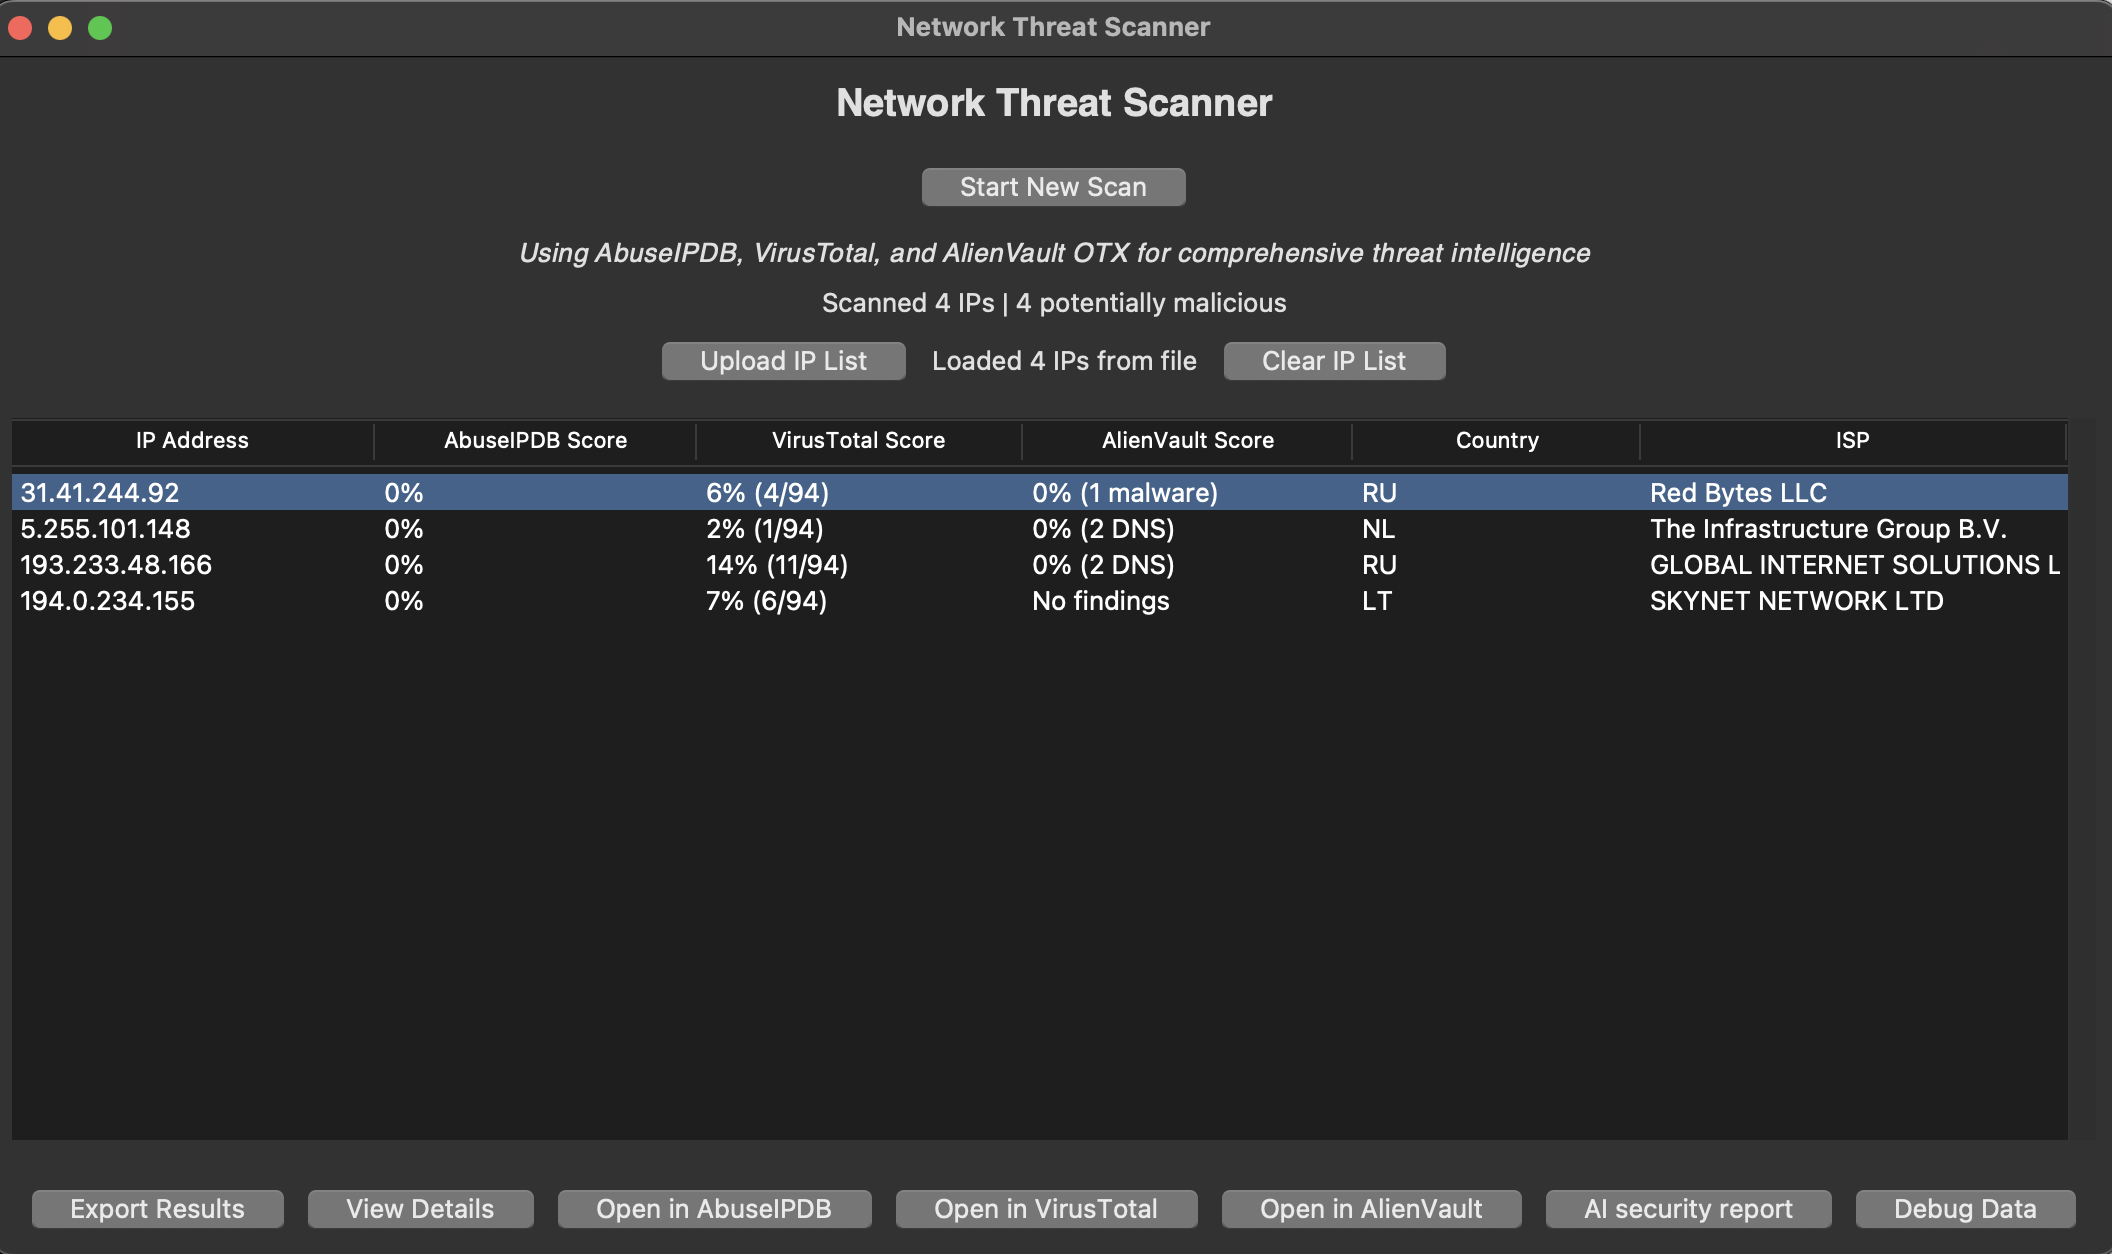 Network Threat Scanner
Network Threat Scanner
Start New Scan
Using AbuseIPDB, VirusTotal, and AlienVault OTX for comprehensive threat intelligence
Scanned 4 IPs | 4 potentially malicious
Upload IP List Loaded 4 IPs from file Clear IP List
IP Address AbuseIPDB Score VirusTotal Score AlienVault Score Country ISP
31.41.244.92 0% 6% (4/94) 0% (1 malware) RU Red Bytes LLC
5.255.101.148 0% 2% (1/94) 0% (2 DNS) NL The Infrastructure Group B.V.
193.233.48.166 0% 14% (11/94) 0% (2 DNS) RU GLOBAL INTERNET SOLUTIONS L
194.0.234.155 0% 7% (6/94) No findings LT SKYNET NETWORK LTD
Export Results View Details Open in AbuseIPDB Open in VirusTotal Open in AlienVault AI security report Debug Data